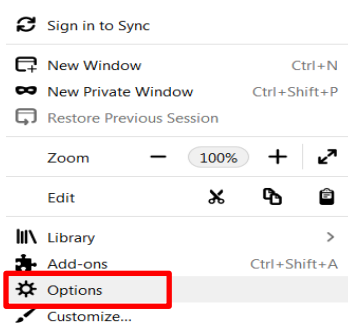 Sign in to Sync
New Window Ctrl+N
New Private Window Ctrl+Shift+P
Restore Previous Session
Zoom 100%
Edit
Library
Add-ons Ctrl+Shift+A
Options
Customize...